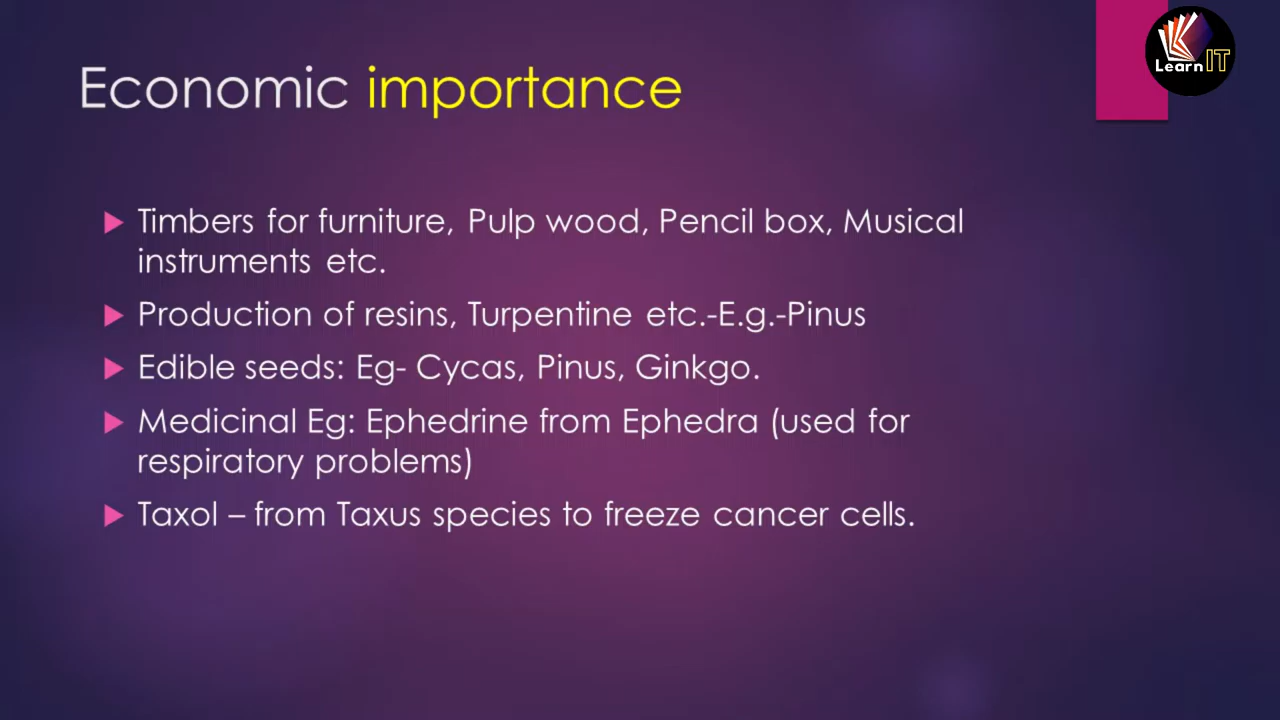 Learn IT
Economic importance
Timbers for furniture, Pulp wood, Pencil box, Musical
instruments etc.
Production of resins, Turpentine etc.-E.g.-Pinus
Edible seeds: Eg- Cycas, Pinus, Ginkgo.
Medicinal Eg: Ephedrine from Ephedra (used for
respiratory problems)
Taxol – from Taxus species to freeze cancer cells.